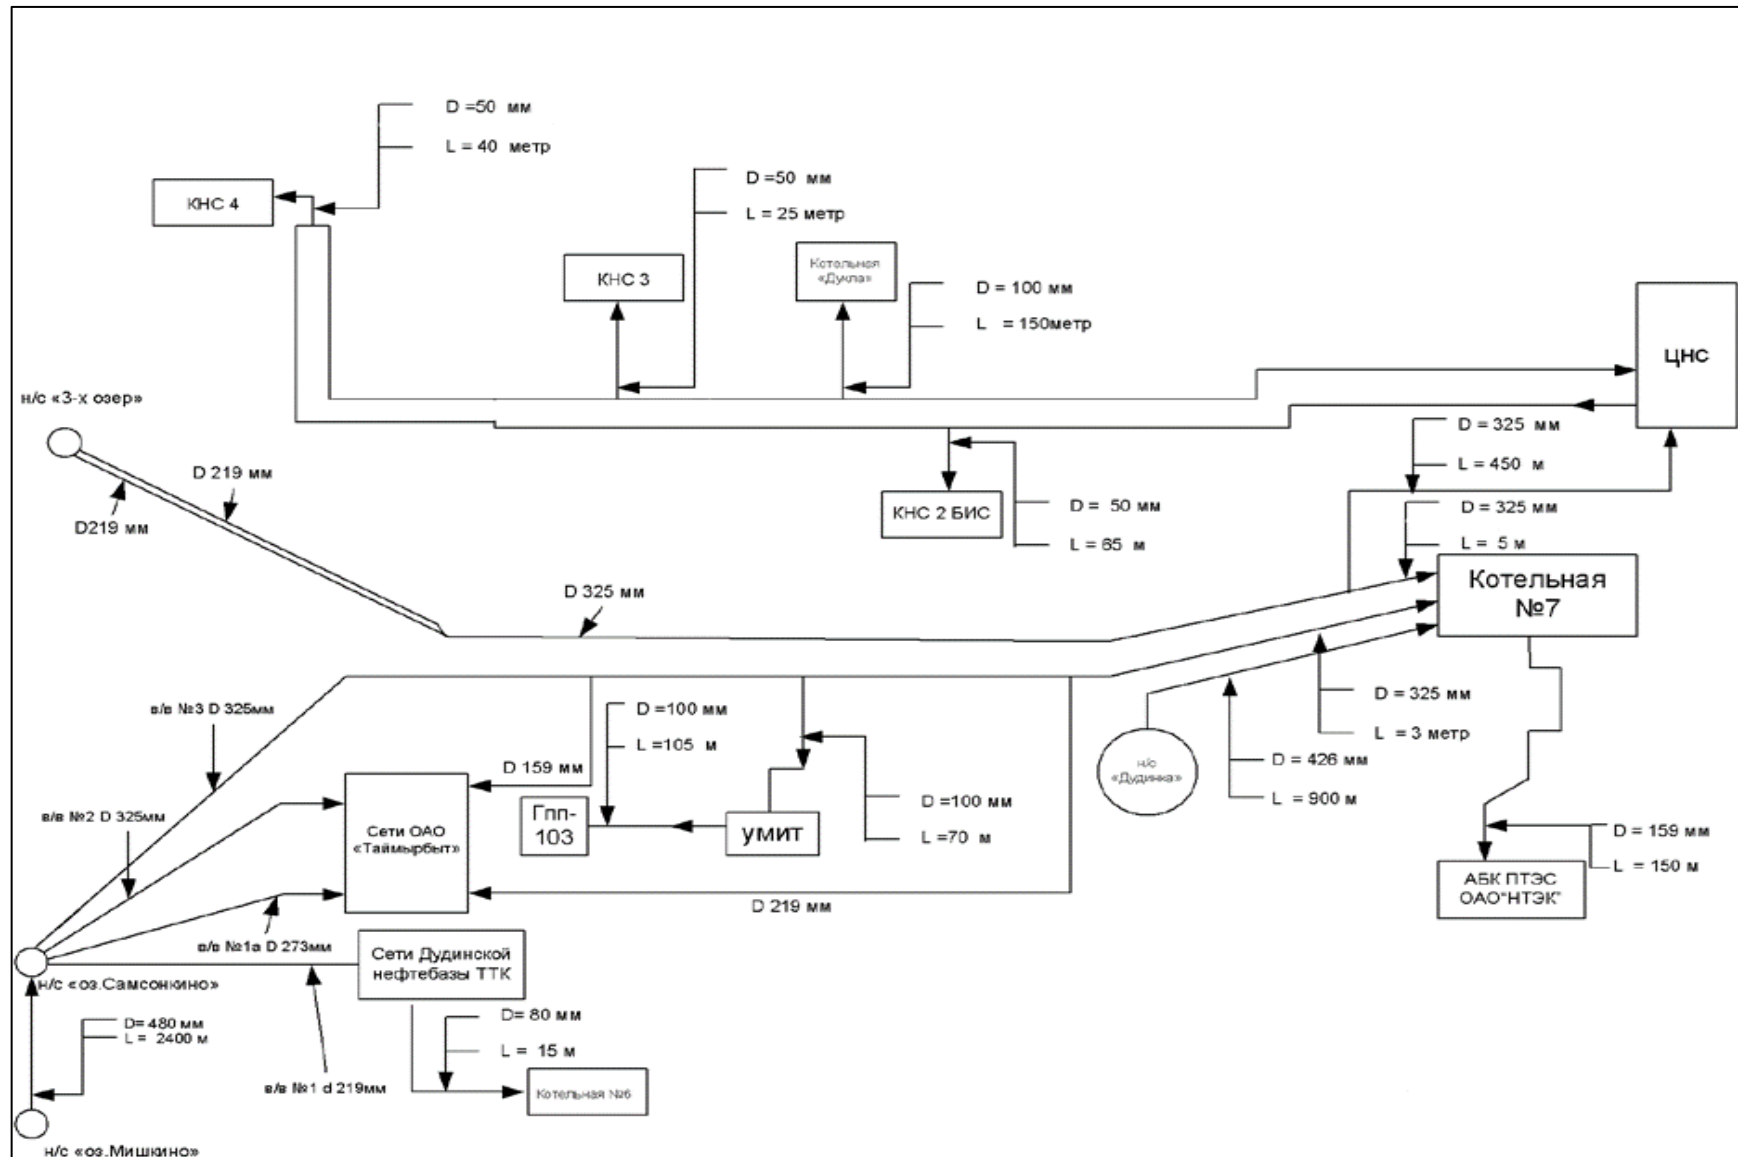 D =50 мм
L = 40 метр
КНС 4
D =50 мм
L = 25 метр
КНС 3
Котельная
«Дукла»
D = 100 мм
L = 150метр
ЦНС
н/с «3-х озер»
D 219 мм
D219 мм
D = 325 мм
L = 450 м
КНС 2 БИС
D = 50 мм
L = 65 м
D = 325 мм
L = 5 м
Котельная
№7
D 325 мм
в/в №3 D 325мм
D =100 мм
L =105 м
D = 325 мм
L = 3 метр
н/с
«Дудинка»
D = 426 мм
L = 900 м
D 159 мм
в/в №2 D 325мм
Сети ОАО
«Таймырбыт»
Гпп-
103
умит
D =100 мм
L =70 м
D = 159 мм
L = 150 м
АБК ПТЭС
ОАО"НТЭК"
D 219 мм
в/в №1а D 273мм
Сети Дудинской
нефтебазы ТТК
н/с «оз.Самсонкино»
D= 480 мм
L = 2400 м
D= 80 мм
L = 15 м
в/в №1 d 219мм
Котельная №6
н/с «оз.Мишкино»